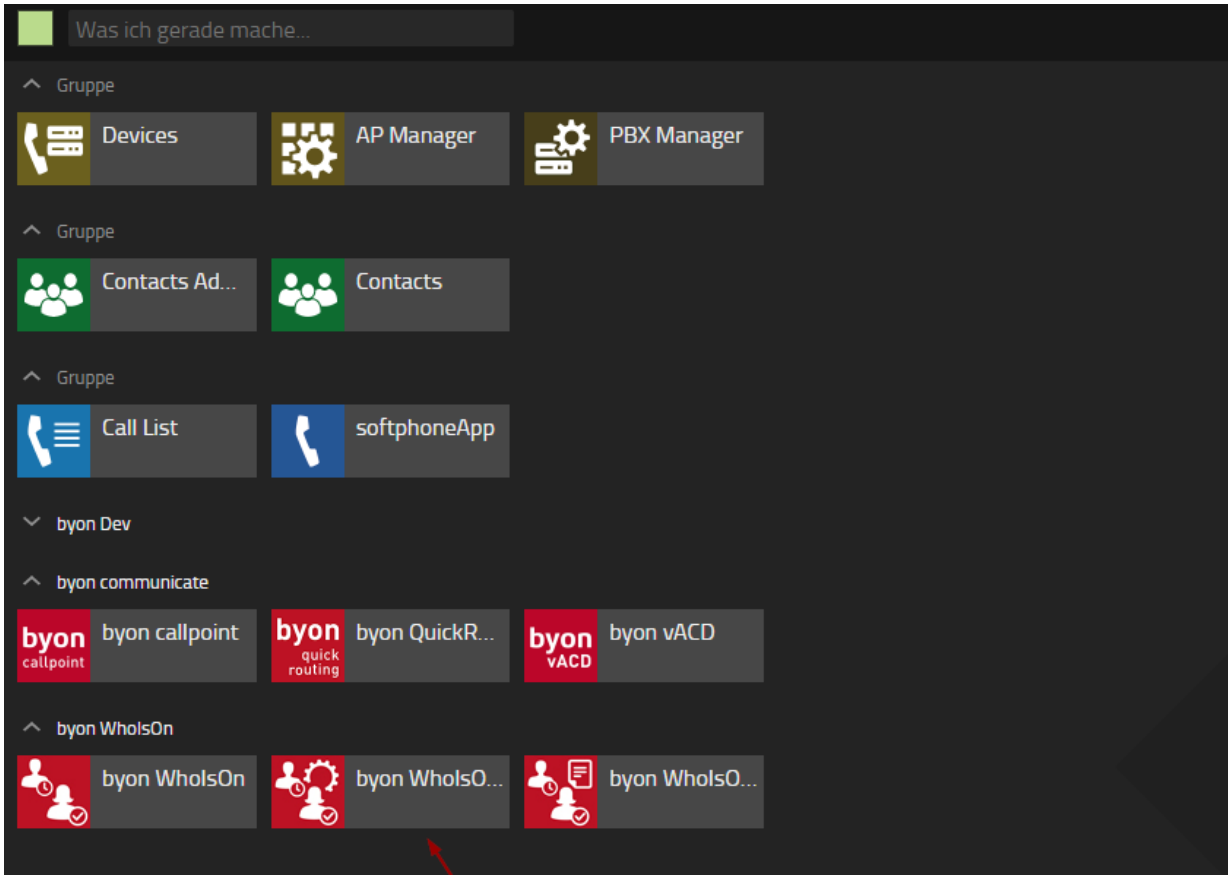 Was ich gerade mache...
Gruppe
Devices
AP Manager
PBX Manager
Gruppe
Contacts Ad...
Contacts
Gruppe
Call List
softphoneApp
byon Dev
byon communicate
byon
callpoint
byon callpoint
byon
quick
routing
byon QuickR...
byon
vACD
byon vACD
byon WhoIsOn
byon WhoIsOn
byon WhoIsO...
byon WhoIsO...